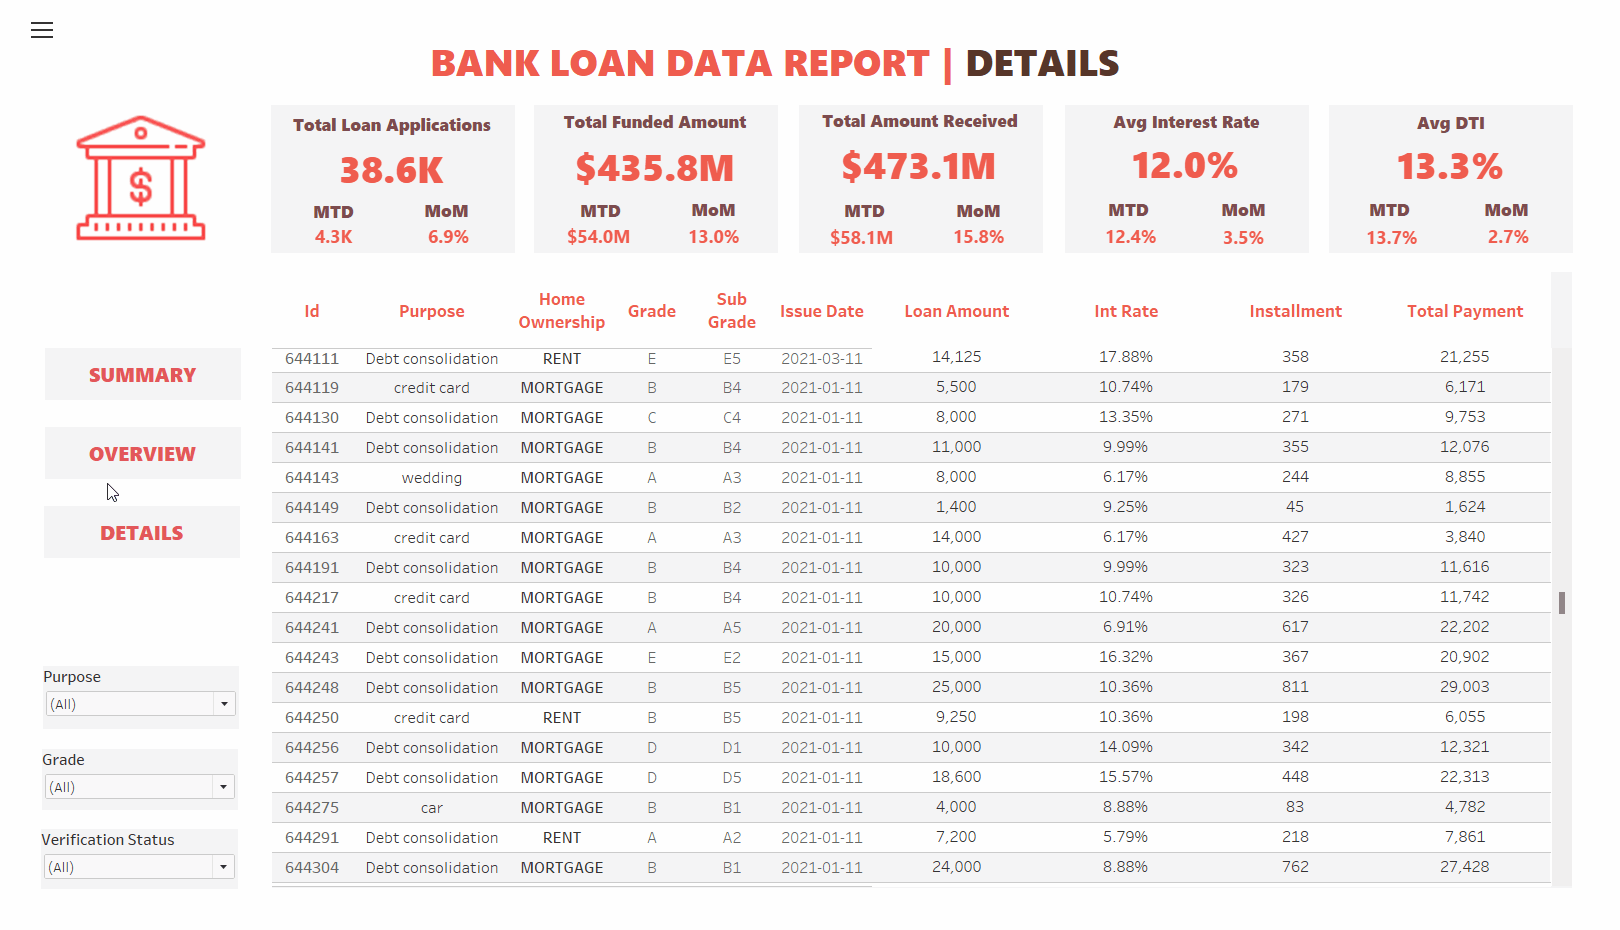 BANK LOAN DATA REPORT | DETAILS
Total Loan Applications
38.6K
MTD MoM
4.3K 6.9%
Total Funded Amount
$435.8M
MTD MoM
$54.0M 13.0%
Total Amount Received
$473.1M
MTD MoM
$58.1M 15.8%
Avg Interest Rate
12.0%
MTD MoM
12.4% 3.5%
Avg DTI
13.3%
MTD MoM
13.7% 2.7%
$
SUMMARY
OVERVIEW
DETAILS
Purpose
(All)
Grade
(All)
Verification Status
(All)
Id Purpose Home Ownership Grade Sub Grade Issue Date Loan Amount Int Rate Installment Total Payment
644111 Debt consolidation RENT E E5 2021-03-11 14,125 17.88% 358 21,255
644119 credit card MORTGAGE B B4 2021-01-11 5,500 10.74% 179 6,171
644130 Debt consolidation MORTGAGE C C4 2021-01-11 8,000 13.35% 271 9,753
644141 Debt consolidation MORTGAGE B B4 2021-01-11 11,000 9.99% 355 12,076
644143 wedding MORTGAGE A A3 2021-01-11 8,000 6.17% 244 8,855
644149 Debt consolidation MORTGAGE B B2 2021-01-11 1,400 9.25% 45 1,624
644163 credit card MORTGAGE A A3 2021-01-11 14,000 6.17% 427 3,840
644191 Debt consolidation MORTGAGE B B4 2021-01-11 10,000 9.99% 323 11,616
644217 credit card MORTGAGE B B4 2021-01-11 10,000 10.74% 326 11,742
644241 Debt consolidation MORTGAGE A A5 2021-01-11 20,000 6.91% 617 22,202
644243 Debt consolidation MORTGAGE E E2 2021-01-11 15,000 16.32% 367 20,902
644248 Debt consolidation MORTGAGE B B5 2021-01-11 25,000 10.36% 811 29,003
644250 credit card RENT B B5 2021-01-11 9,250 10.36% 198 6,055
644256 Debt consolidation MORTGAGE D D1 2021-01-11 10,000 14.09% 342 12,321
644257 Debt consolidation MORTGAGE D D5 2021-01-11 18,600 15.57% 448 22,313
644275 car MORTGAGE B B1 2021-01-11 4,000 8.88% 83 4,782
644291 Debt consolidation RENT A A2 2021-01-11 7,200 5.79% 218 7,861
644304 Debt consolidation MORTGAGE B B1 2021-01-11 24,000 8.88% 762 27,428